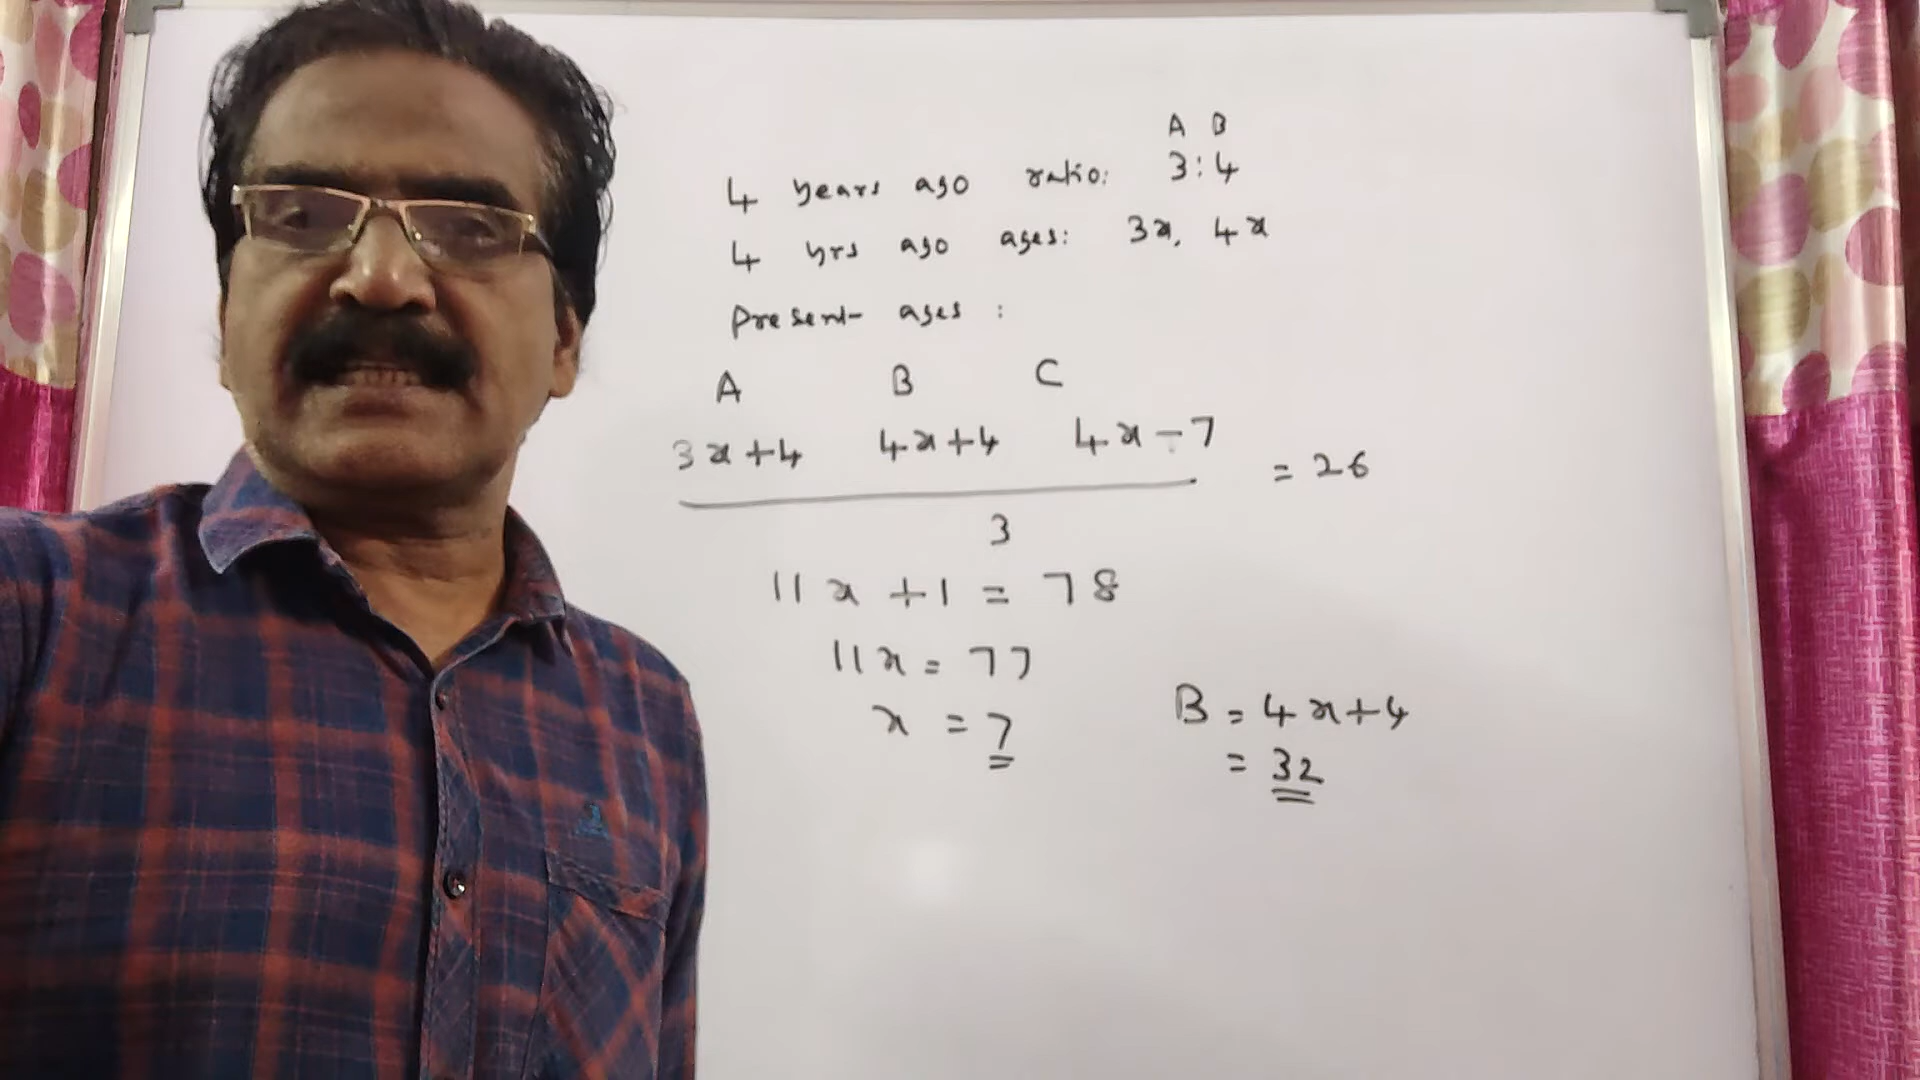 A B
4 years ago ratio: 3:4
4 yrs ago ages: 3x, 4x
Present ages :
A B C
3x+4 4x+4 4x-7
= 26
3
11x+1 = 78
11x = 77
x = 7
B = 4x+4
= 32